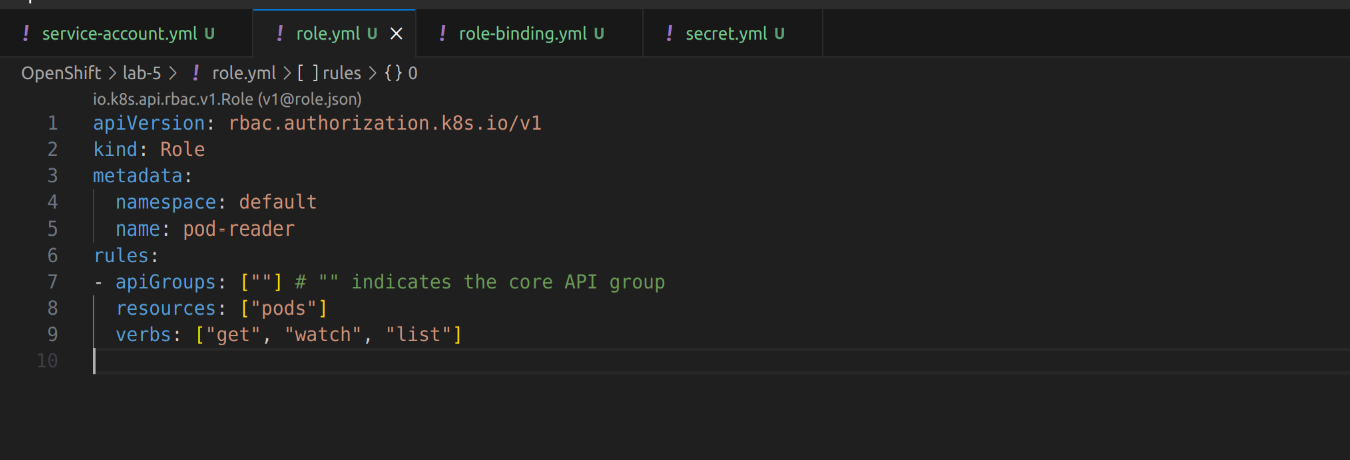 ! service-account.yml U ! role.yml U × ! role-binding.yml U ! secret.yml U
OpenShift > lab-5 > ! role.yml > [ ] rules > {} 0
io.k8s.api.rbac.v1.Role (v1@role.json)
1 apiVersion: rbac.authorization.k8s.io/v1
2 kind: Role
3 metadata:
4   namespace: default
5   name: pod-reader
6 rules:
7 - apiGroups: [""] # "" indicates the core API group
8   resources: ["pods"]
9   verbs: ["get", "watch", "list"]
10